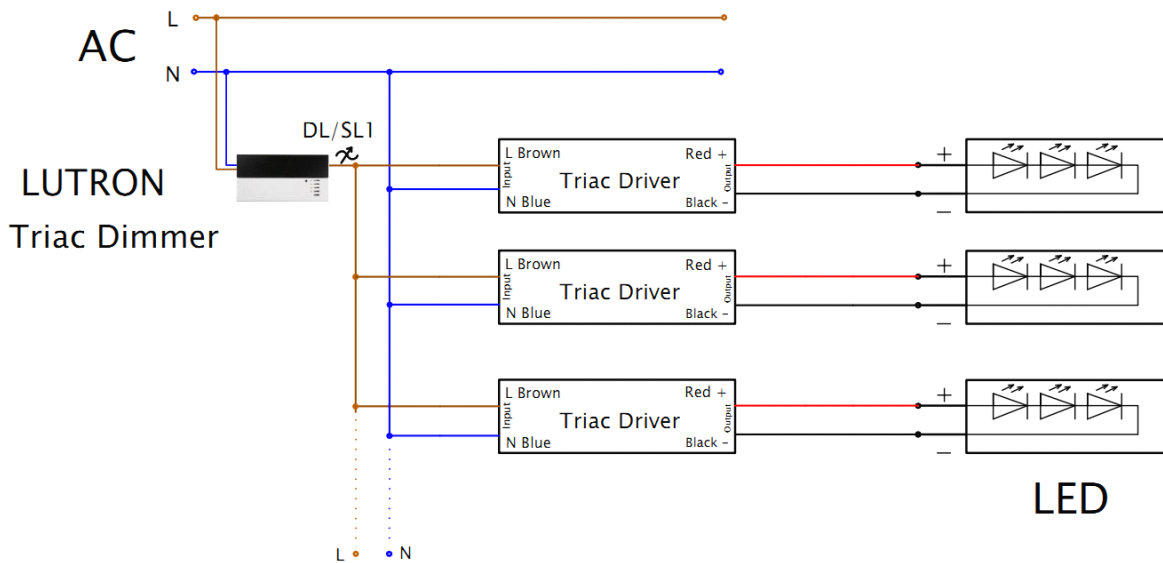 L
AC
N
DL/SL1
LUTRON
Triac Dimmer
L Brown
Red +
Input
Triac Driver
Output
N Blue
Black -
+
-
L Brown
Red +
Input
Triac Driver
Output
N Blue
Black -
+
-
L Brown
Red +
Input
Triac Driver
Output
N Blue
Black -
+
-
LED
L
N